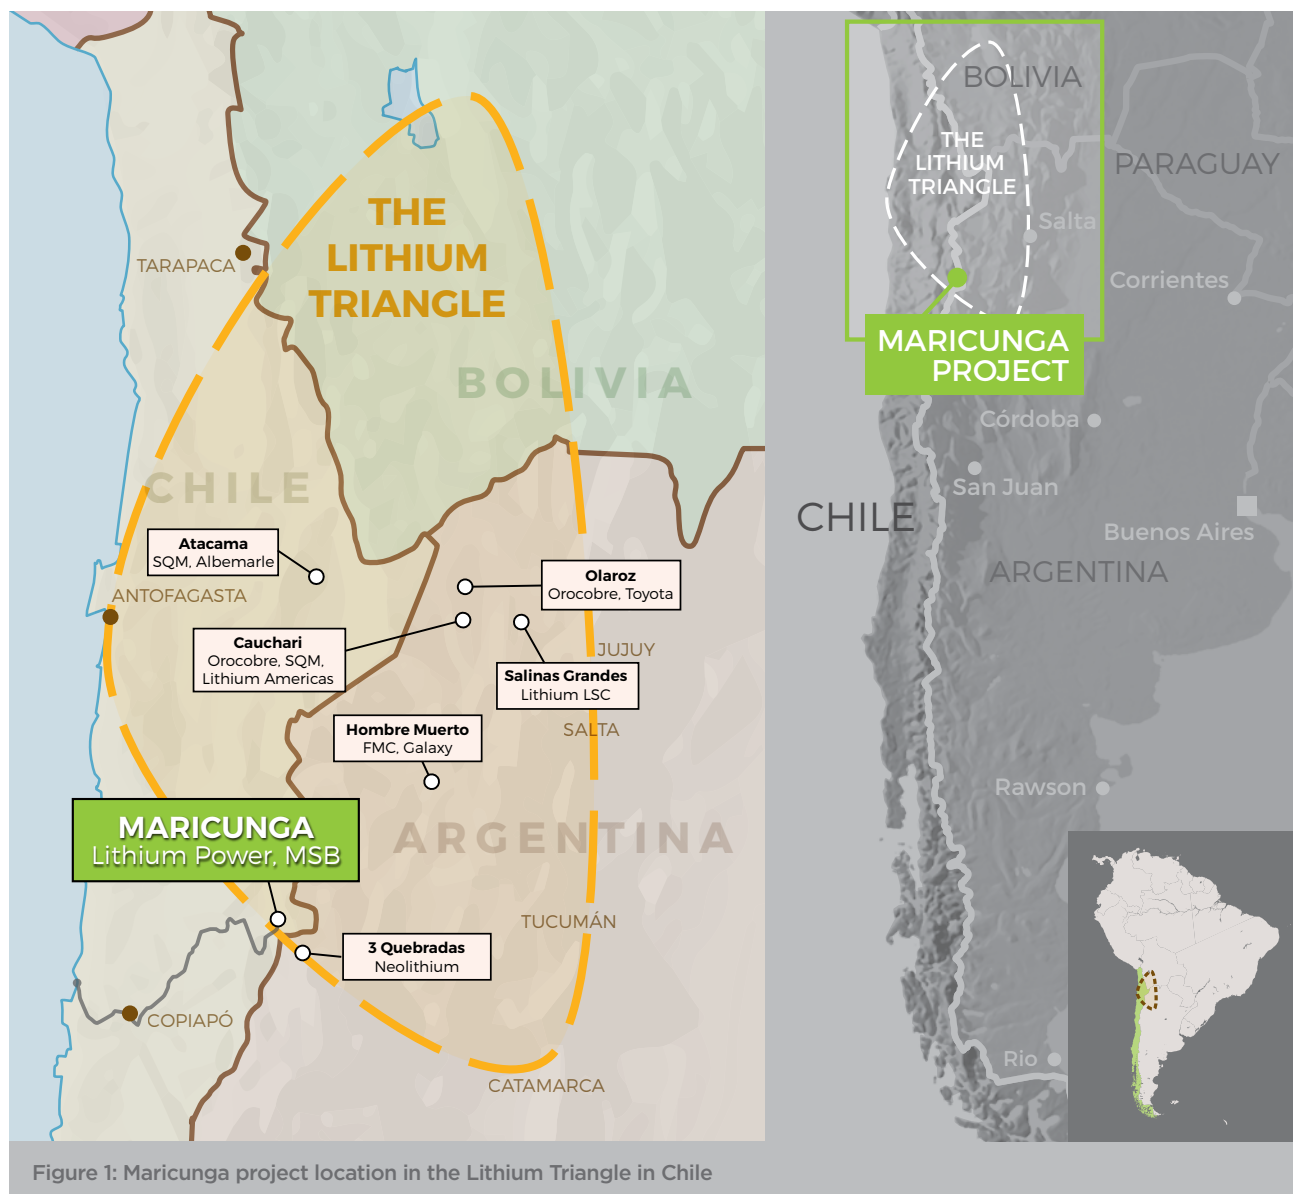 THE
LITHIUM
TRIANGLE
TARAPACA
BOLIVIA
CHILE
Atacama
SQM, Albemarle
ANTOFAGASTA
Olaroz
Orocobre, Toyota
Cauchari
Orocobre, SQM,
Lithium Americas
JUJUY
Salinas Grandes
Lithium LSC
SALTA
Hombre Muerto
FMC, Galaxy
MARICUNGA
Lithium Power, MSB
ARGENTINA
TUCUMÁN
3 Quebradas
Neolithium
COPIAPÓ
CATAMARCA
BOLIVIA
THE
LITHIUM
TRIANGLE
PARAGUAY
Salta
Corrientes
MARICUNGA
PROJECT
Córdoba
San Juan
CHILE
Buenos Aires
ARGENTINA
Rawson
Rio
Figure 1: Maricunga project location in the Lithium Triangle in Chile